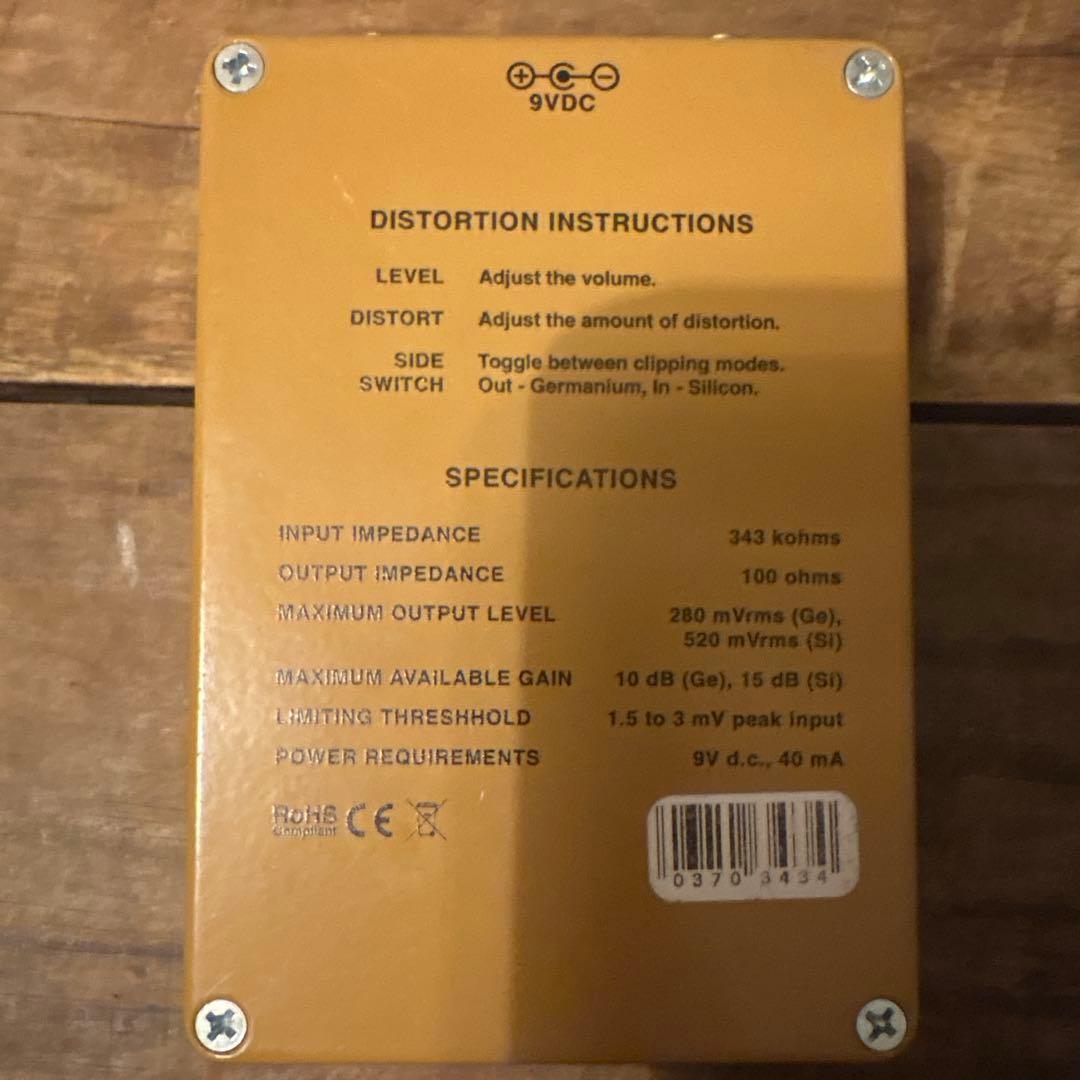 9VDC
DISTORTION INSTRUCTIONS
LEVEL Adjust the volume.
DISTORT Adjust the amount of distortion.
SIDE Toggle between clipping modes.
SWITCH Out - Germanium, In - Silicon.
SPECIFICATIONS
INPUT IMPEDANCE 343 kohms
OUTPUT IMPEDANCE 100 ohms
MAXIMUM OUTPUT LEVEL 280 mVrms (Ge),
520 mVrms (Si)
MAXIMUM AVAILABLE GAIN 10 dB (Ge), 15 dB (Si)
LIMITING THRESHHOLD 1.5 to 3 mV peak input
POWER REQUIREMENTS 9V d.c., 40 mA
RoHS CE
Compliant
0370 3434